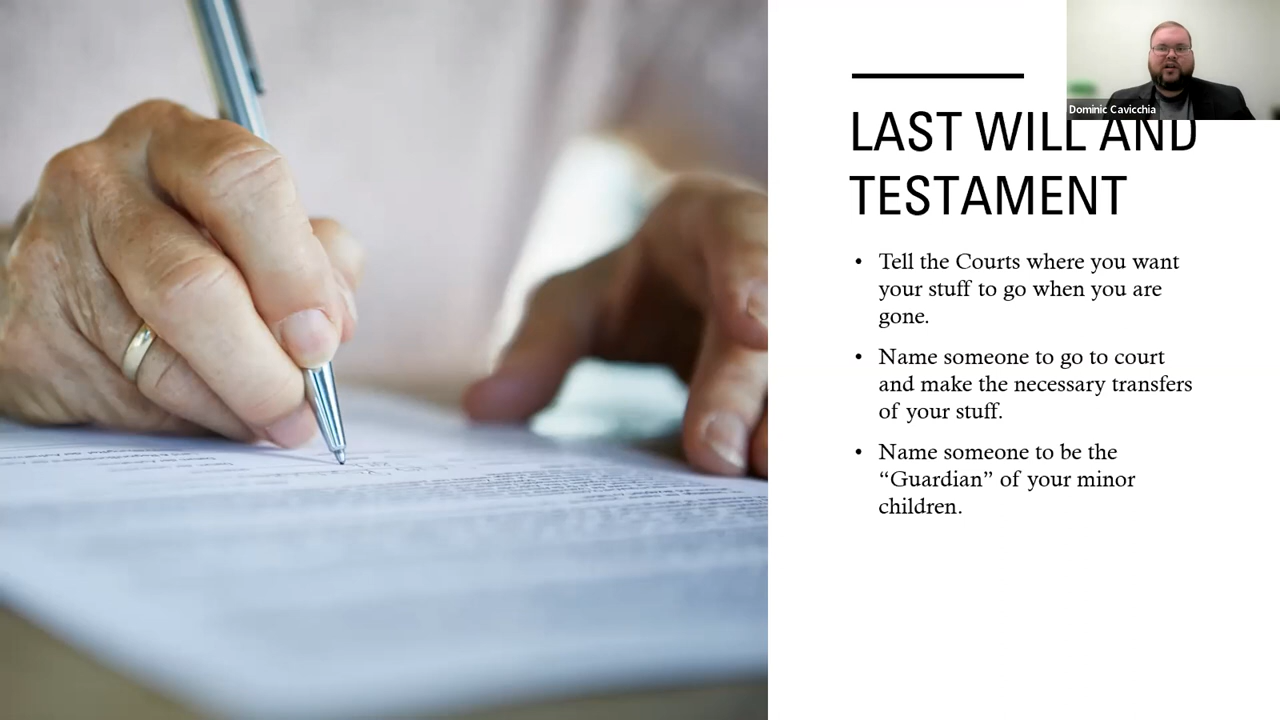 Dominic Cavicchia
LAST WILL AND
TESTAMENT
• Tell the Courts where you want
your stuff to go when you are
gone.
• Name someone to go to court
and make the necessary transfers
of your stuff.
• Name someone to be the
“Guardian” of your minor
children.